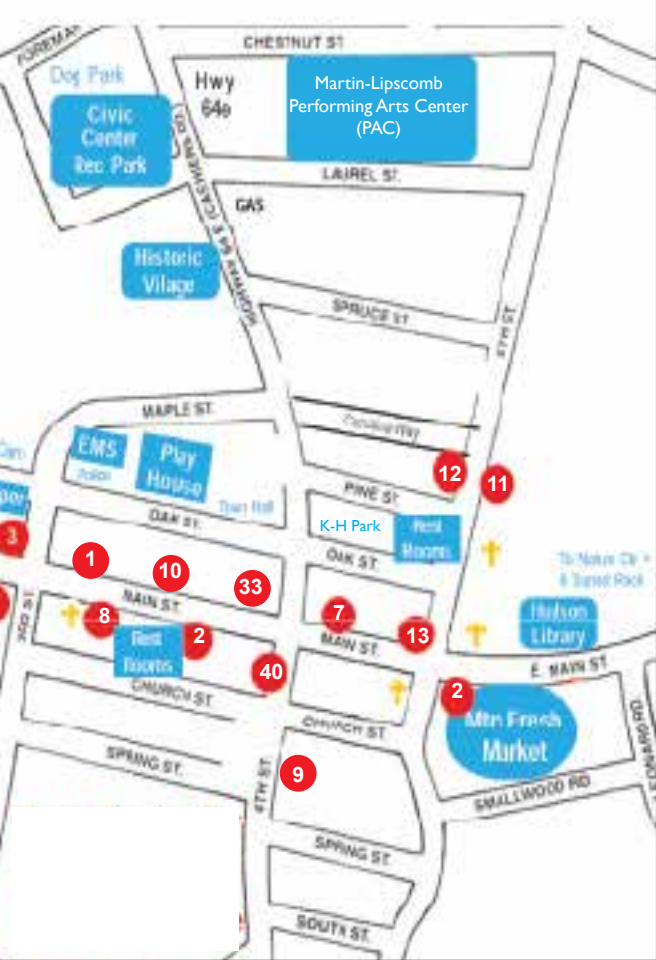 CHESTNUT ST
Dog Park
Hwy
64e
Martin-Lipscomb
Performing Arts Center
(PAC)
Civic
Center
Rec Park
LAUREL ST.
GAS
Historic
Village
SPRUCE ST
MAPLE ST.
EMS
Play
House
Town Hall
12
11
PINE ST
K-H Park
Rest
Rooms
OAK ST.
OAK ST.
3
1
10
33
7
13
MAIN ST.
MAIN ST.
8
2
40
Rest
Rooms
3RD ST
Hudson
Library
E MAIN ST
2
Mtn Fresh
Market
CHURCH ST
CHURCH ST
SPRING ST.
4TH ST.
9
SMALLWOOD RD
SPRING ST
SOUTH ST.